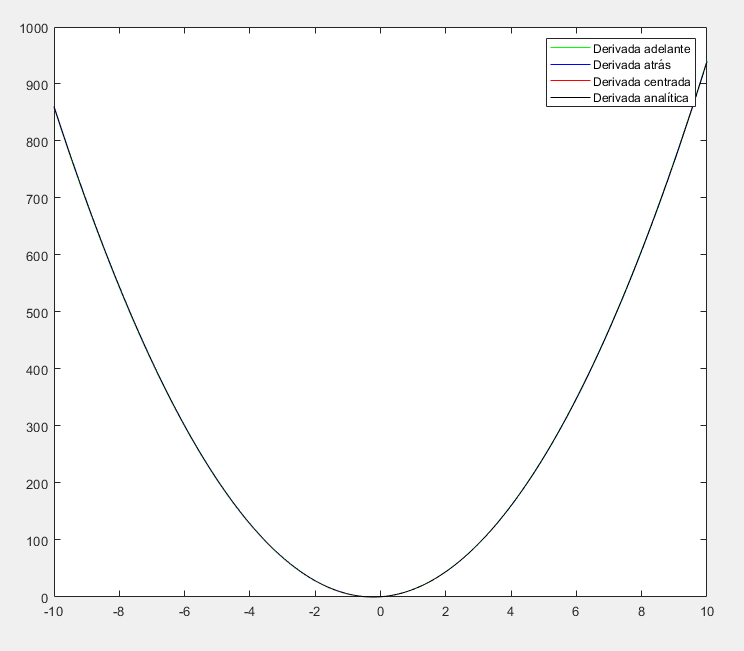 1000
900
800
700
600
500
400
300
200
100
0
-10 -8 -6 -4 -2 0 2 4 6 8 10
Derivada adelante
Derivada atrás
Derivada centrada
Derivada analítica